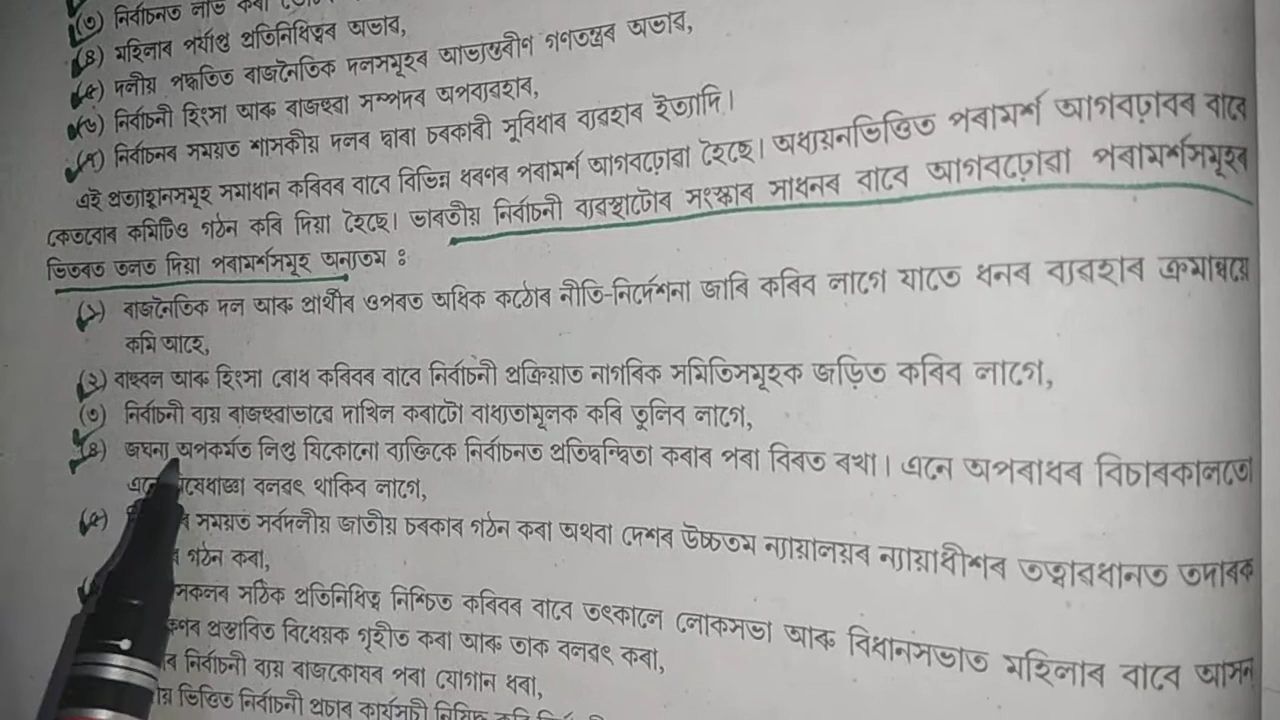 (৩) নিৰ্বাচনত লাভ কৰা
(৪) মহিলাৰ পৰ্যাপ্ত প্ৰতিনিধিত্বৰ অভাৱ,
(৫) দলীয় পদ্ধতিত ৰাজনৈতিক দলসমূহৰ আভ্যন্তৰীণ গণতন্ত্ৰৰ অভাৱ,
(৬) নিৰ্বাচনী হিংসা আৰু ৰাজহুৱা সম্পদৰ অপব্যৱহাৰ,
(৭) নিৰ্বাচনৰ সময়ত শাসকীয় দলৰ দ্বাৰা চৰকাৰী সুবিধাৰ ব্যৱহাৰ ইত্যাদি।
এই প্ৰত্যাহ্বানসমূহ সমাধান কৰিবৰ বাবে বিভিন্ন ধৰণৰ পৰামৰ্শ আগবঢ়োৱা হৈছে। অধ্যয়নভিত্তিত পৰামৰ্শ আগবঢ়াবৰ বাবে
কেতবোৰ কমিটিও গঠন কৰি দিয়া হৈছে। ভাৰতীয় নিৰ্বাচনী ব্যৱস্থাটোৰ সংস্কাৰ সাধনৰ বাবে আগবঢ়োৱা পৰামৰ্শসমূহৰ
ভিতৰত তলত দিয়া পৰামৰ্শসমূহ অন্যতম ঃ
(১) ৰাজনৈতিক দল আৰু প্ৰাৰ্থীৰ ওপৰত অধিক কঠোৰ নীতি-নিৰ্দেশনা জাৰি কৰিব লাগে যাতে ধনৰ ব্যৱহাৰ ক্ৰমান্বয়ে
কমি আহে,
(২) বাহুবল আৰু হিংসা ৰোধ কৰিবৰ বাবে নিৰ্বাচনী প্ৰক্ৰিয়াত নাগৰিক সমিতিসমূহক জড়িত কৰিব লাগে,
(৩) নিৰ্বাচনী ব্যয় ৰাজহুৱাভাৱে দাখিল কৰাটো বাধ্যতামূলক কৰি তুলিব লাগে,
(৪) জঘন্য অপকৰ্মত লিপ্ত যিকোনো ব্যক্তিকে নিৰ্বাচনত প্ৰতিদ্বন্দ্বিতা কৰাৰ পৰা বিৰত ৰখা। এনে অপৰাধৰ বিচাৰকালতো
এনে বলৱৎ থাকিব লাগে,
(৫) সময়ত সৰ্বদলীয় জাতীয় চৰকাৰ গঠন কৰা অথবা দেশৰ উচ্চতম ন্যায়ালয়ৰ ন্যায়াধীশৰ তত্বাৱধানত তদাৰক
গঠন কৰা,
সঠিক প্ৰতিনিধিত্ব নিশ্চিত কৰিবৰ বাবে তৎকালে লোকসভা আৰু বিধানসভাত মহিলাৰ বাবে আসন
প্ৰস্তাৱিত বিধেয়ক গৃহীত কৰা আৰু তাক বলৱৎ কৰা,
নিৰ্বাচনী ব্যয় ৰাজকোষৰ পৰা যোগান ধৰা,
ভিত্তিত নিৰ্বাচনী প্ৰচাৰ কাৰ্যসূচী